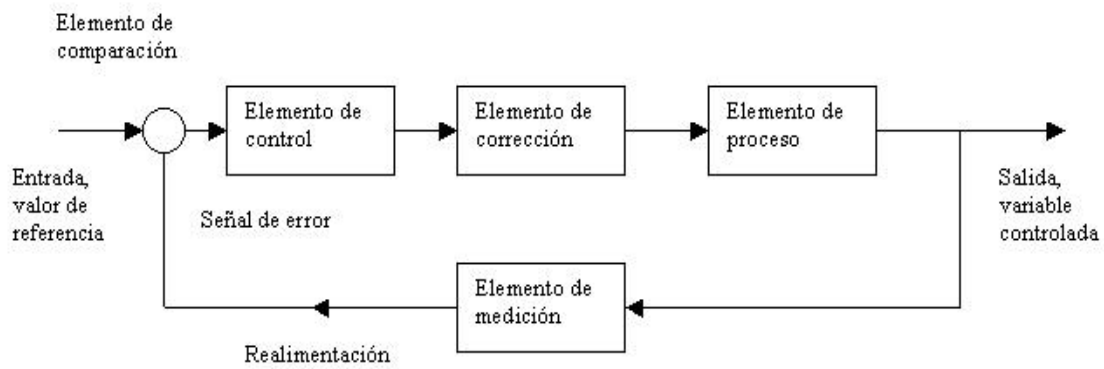 Elemento de
comparación
Elemento de
control
Elemento de
corrección
Elemento de
proceso
Entrada,
valor de
referencia
Señal de error
Salida,
variable
controlada
Elemento de
medición
Realimentación